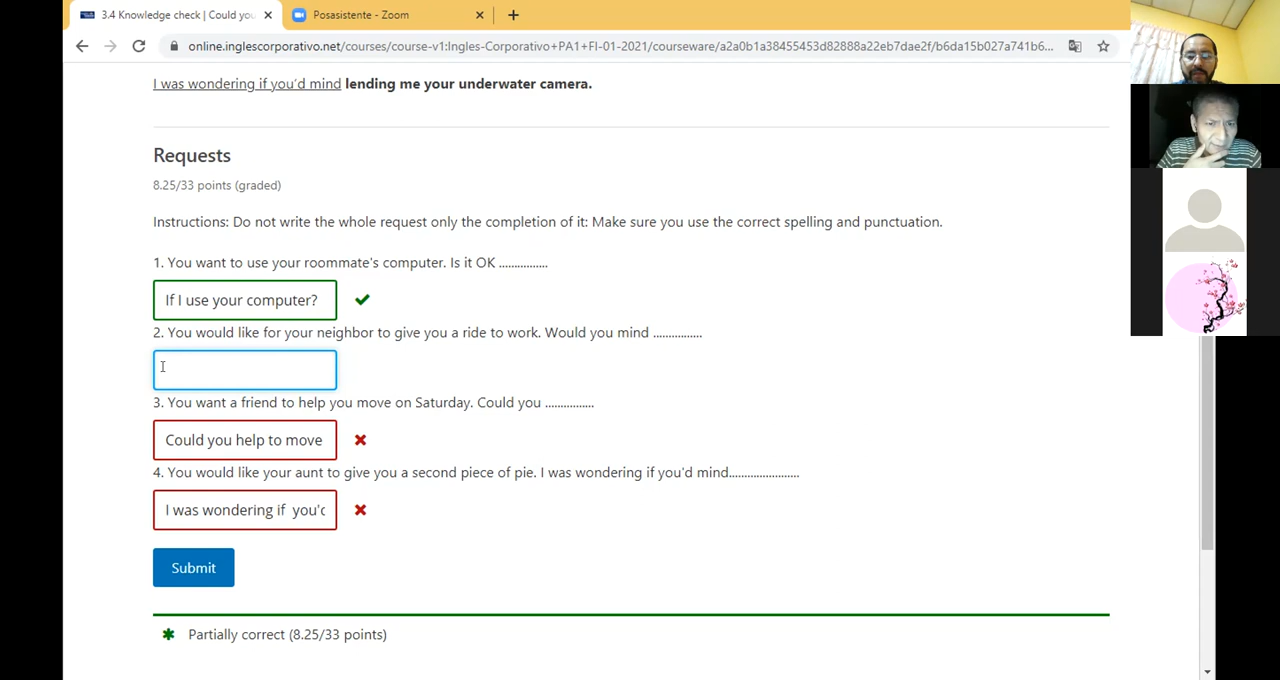 3.4 Knowledge check | Could you
Posasistente - Zoom
online.inglescorporativo.net/courses/course-v1:Ingles-Corporativo+PA1+FI-01-2021/courseware/a2a0b1a38455453d82888a22eb7dae2f/b6da15b027a741b6...
I was wondering if you'd mind lending me your underwater camera.
Requests
8.25/33 points (graded)
Instructions: Do not write the whole request only the completion of it: Make sure you use the correct spelling and punctuation.
1. You want to use your roommate's computer. Is it OK ................
If I use your computer?
2. You would like for your neighbor to give you a ride to work. Would you mind ................
3. You want a friend to help you move on Saturday. Could you ................
Could you help to move
4. You would like your aunt to give you a second piece of pie. I was wondering if you'd mind.......................
I was wondering if  you'd
Submit
Partially correct (8.25/33 points)